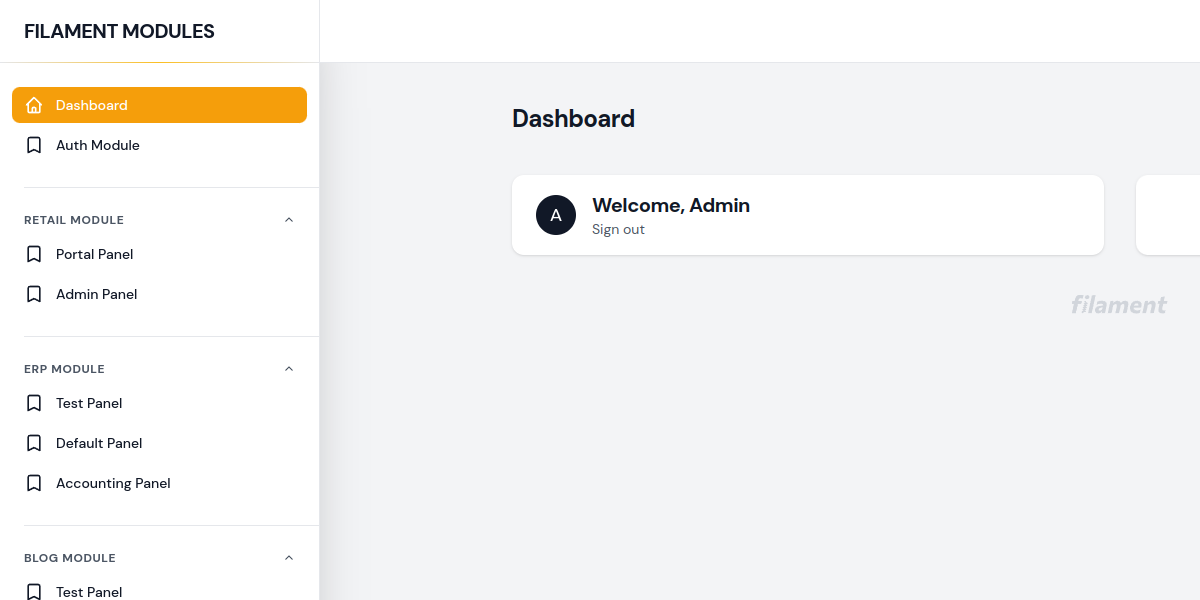 FILAMENT MODULES
Dashboard
Auth Module
RETAIL MODULE
Portal Panel
Admin Panel
ERP MODULE
Test Panel
Default Panel
Accounting Panel
BLOG MODULE
Test Panel
Dashboard
A
Welcome, Admin
Sign out
filament